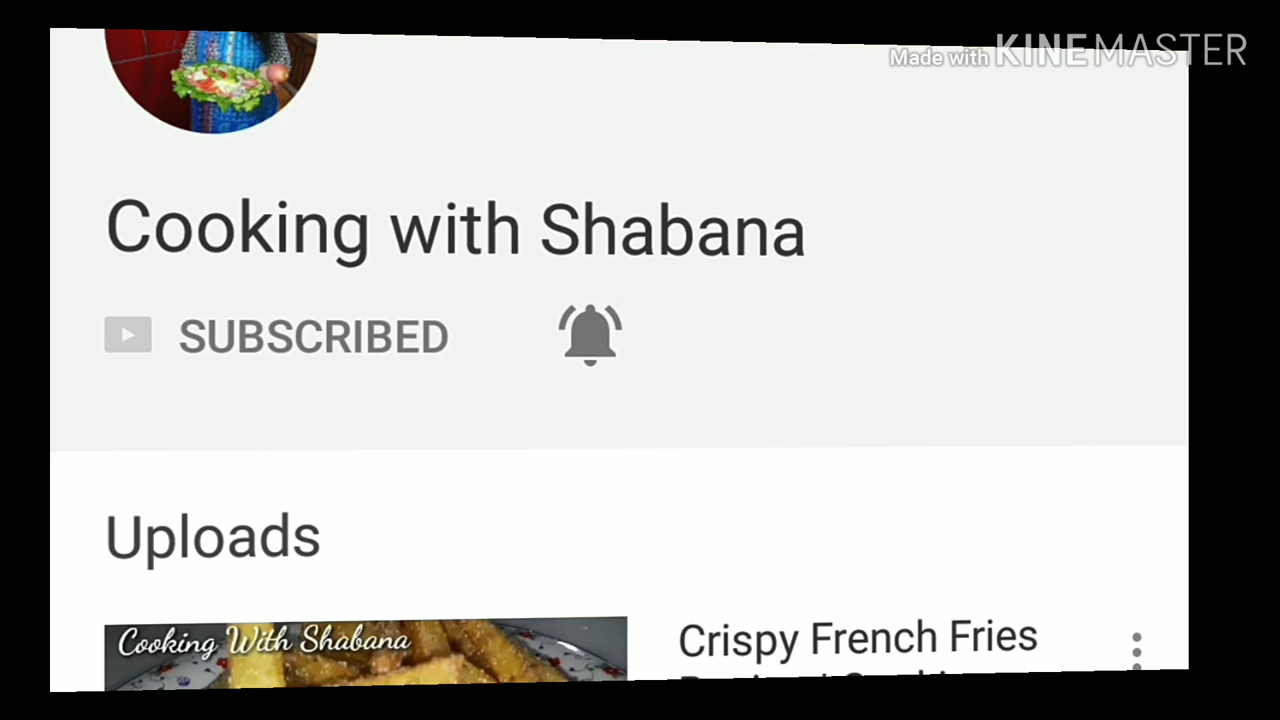 Made with KINEMASTER
Cooking with Shabana
SUBSCRIBED
Uploads
Cooking With Shabana
Crispy French Fries